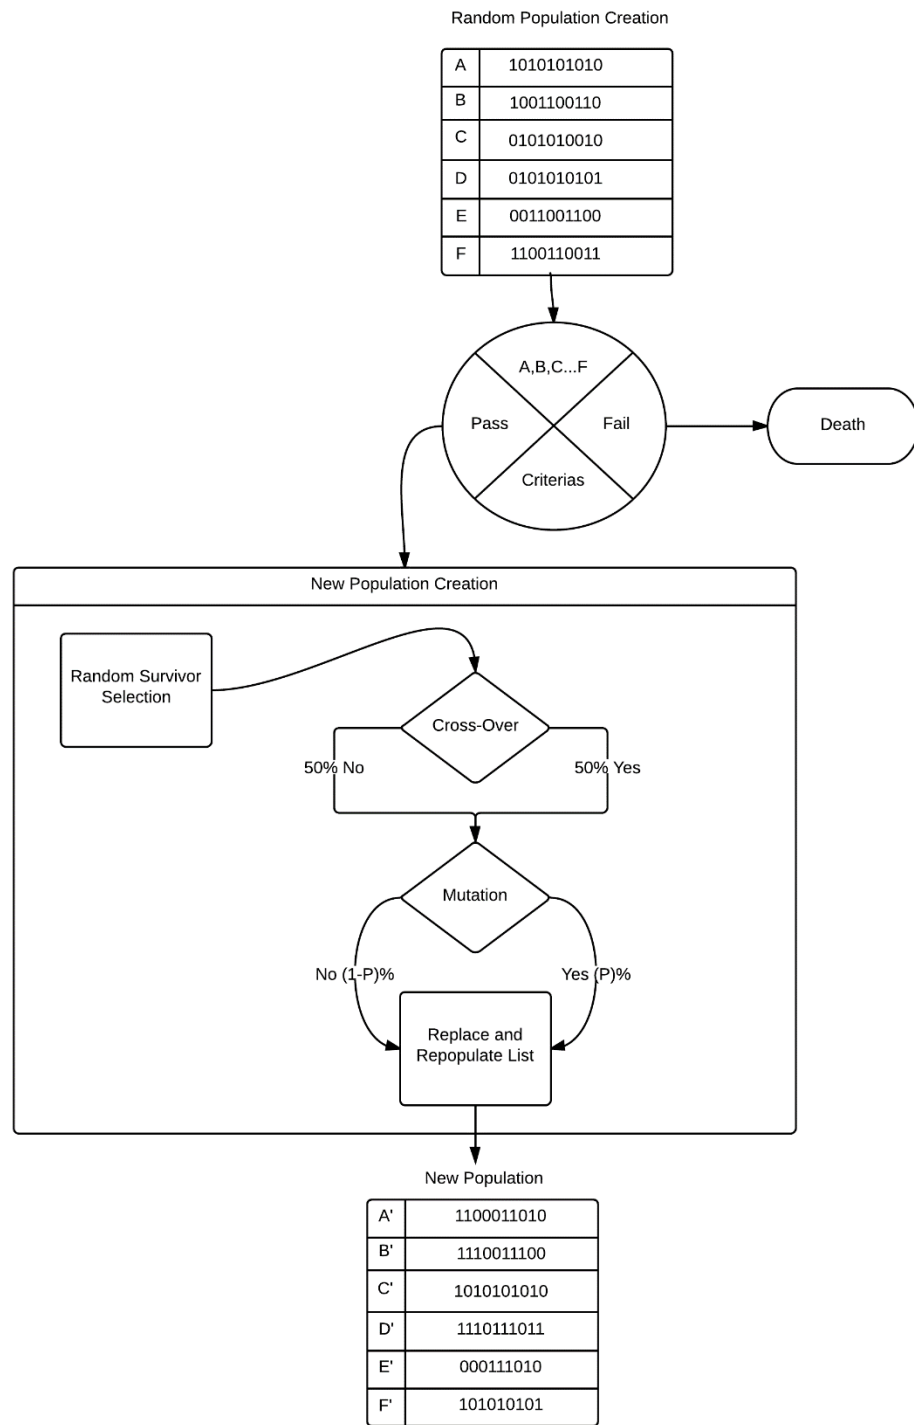 Random Population Creation
A 1010101010
B 1001100110
C 0101010010
D 0101010101
E 0011001100
F 1100110011
A,B,C...F
Pass
Fail
Criterias
Death
New Population Creation
Random Survivor
Selection
Cross-Over
50% No
50% Yes
Mutation
No (1-P)%
Yes (P)%
Replace and
Repopulate List
New Population
A' 1100011010
B' 1110011100
C' 1010101010
D' 1110111011
E' 000111010
F' 101010101